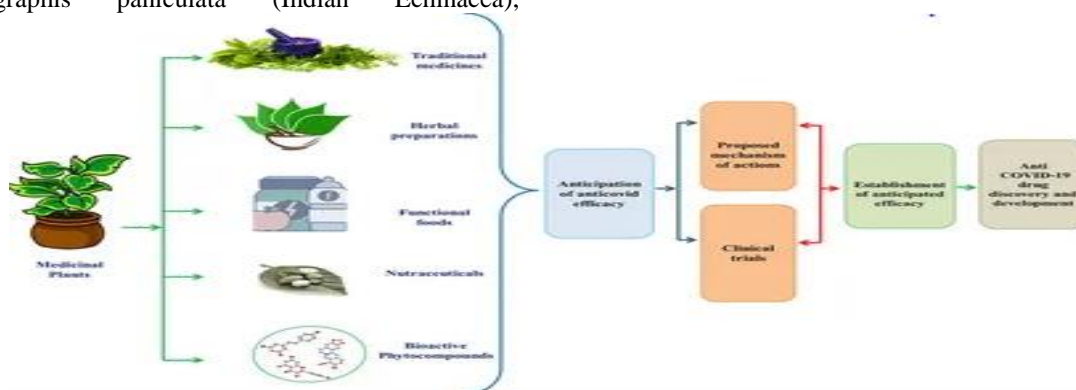 graphis paniculata (Indian Echinacea),
Traditional
medicines
Herbal
preparations
Functional
foods
Nutraceuticals
Bioactive
Phytocompounds
Medicinal
Plants
Anticipation
of anticovid
efficacy
Proposed
mechanism
of actions
Clinical
trials
Establishment
of anticipated
efficacy
Anti
COVID-19
drug
discovery and
development